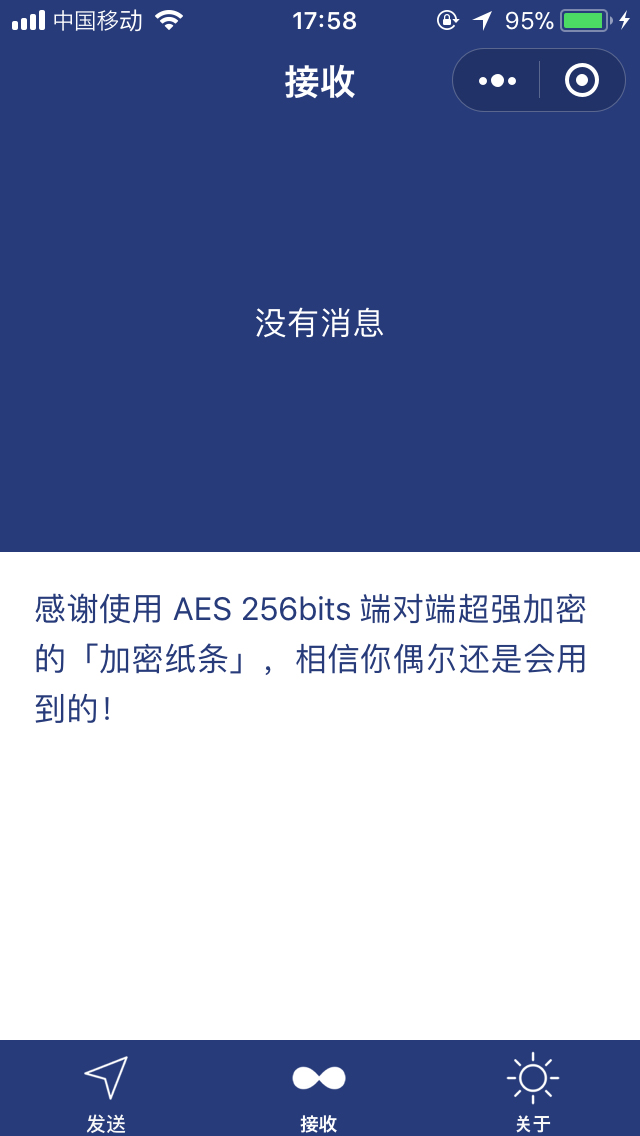 中国移动 17:58 95%
接收
没有消息
感谢使用 AES 256bits 端对端超强加密
的「加密纸条」，相信你偶尔还是会用
到的！
发送 接收 关于